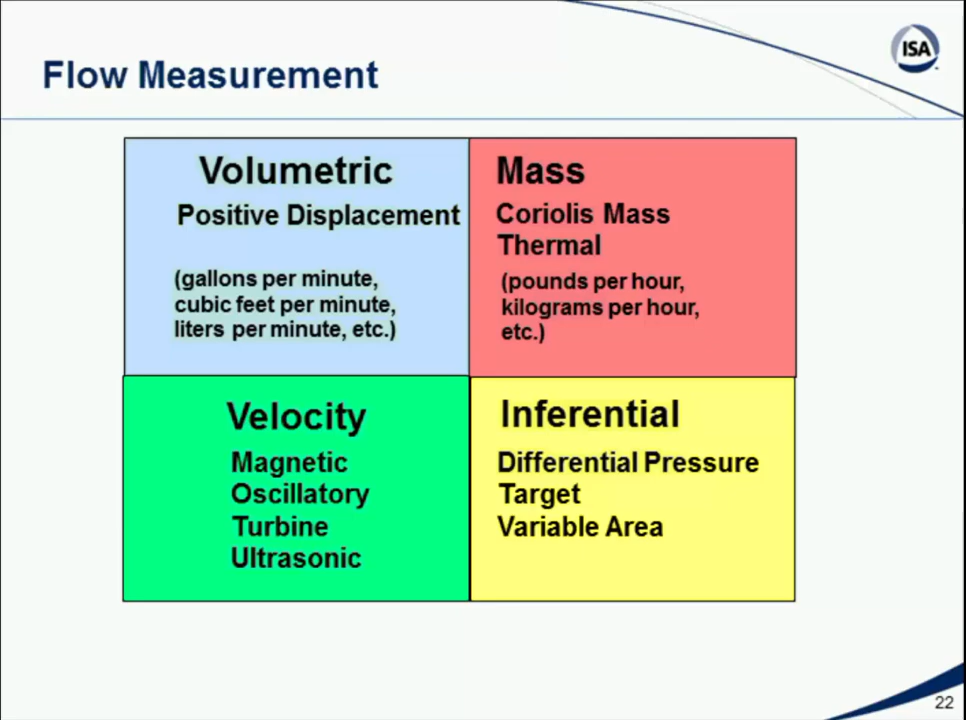 Flow Measurement
ISA
Volumetric
Positive Displacement
(gallons per minute,
cubic feet per minute,
liters per minute, etc.)
Mass
Coriolis Mass
Thermal
(pounds per hour,
kilograms per hour,
etc.)
Velocity
Magnetic
Oscillatory
Turbine
Ultrasonic
Inferential
Differential Pressure
Target
Variable Area
22